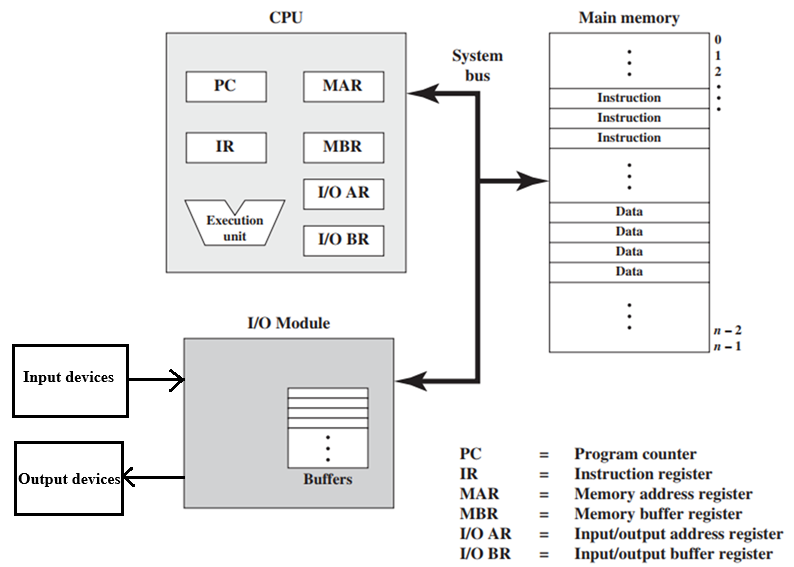 CPU
Main memory
System
bus
PC
MAR
IR
MBR
I/O AR
Execution
unit
I/O BR
0
1
2
Instruction
Instruction
Instruction
Data
Data
Data
Data
n – 2
n – 1
I/O Module
Input devices
Output devices
Buffers
PC = Program counter
IR = Instruction register
MAR = Memory address register
MBR = Memory buffer register
I/O AR = Input/output address register
I/O BR = Input/output buffer register